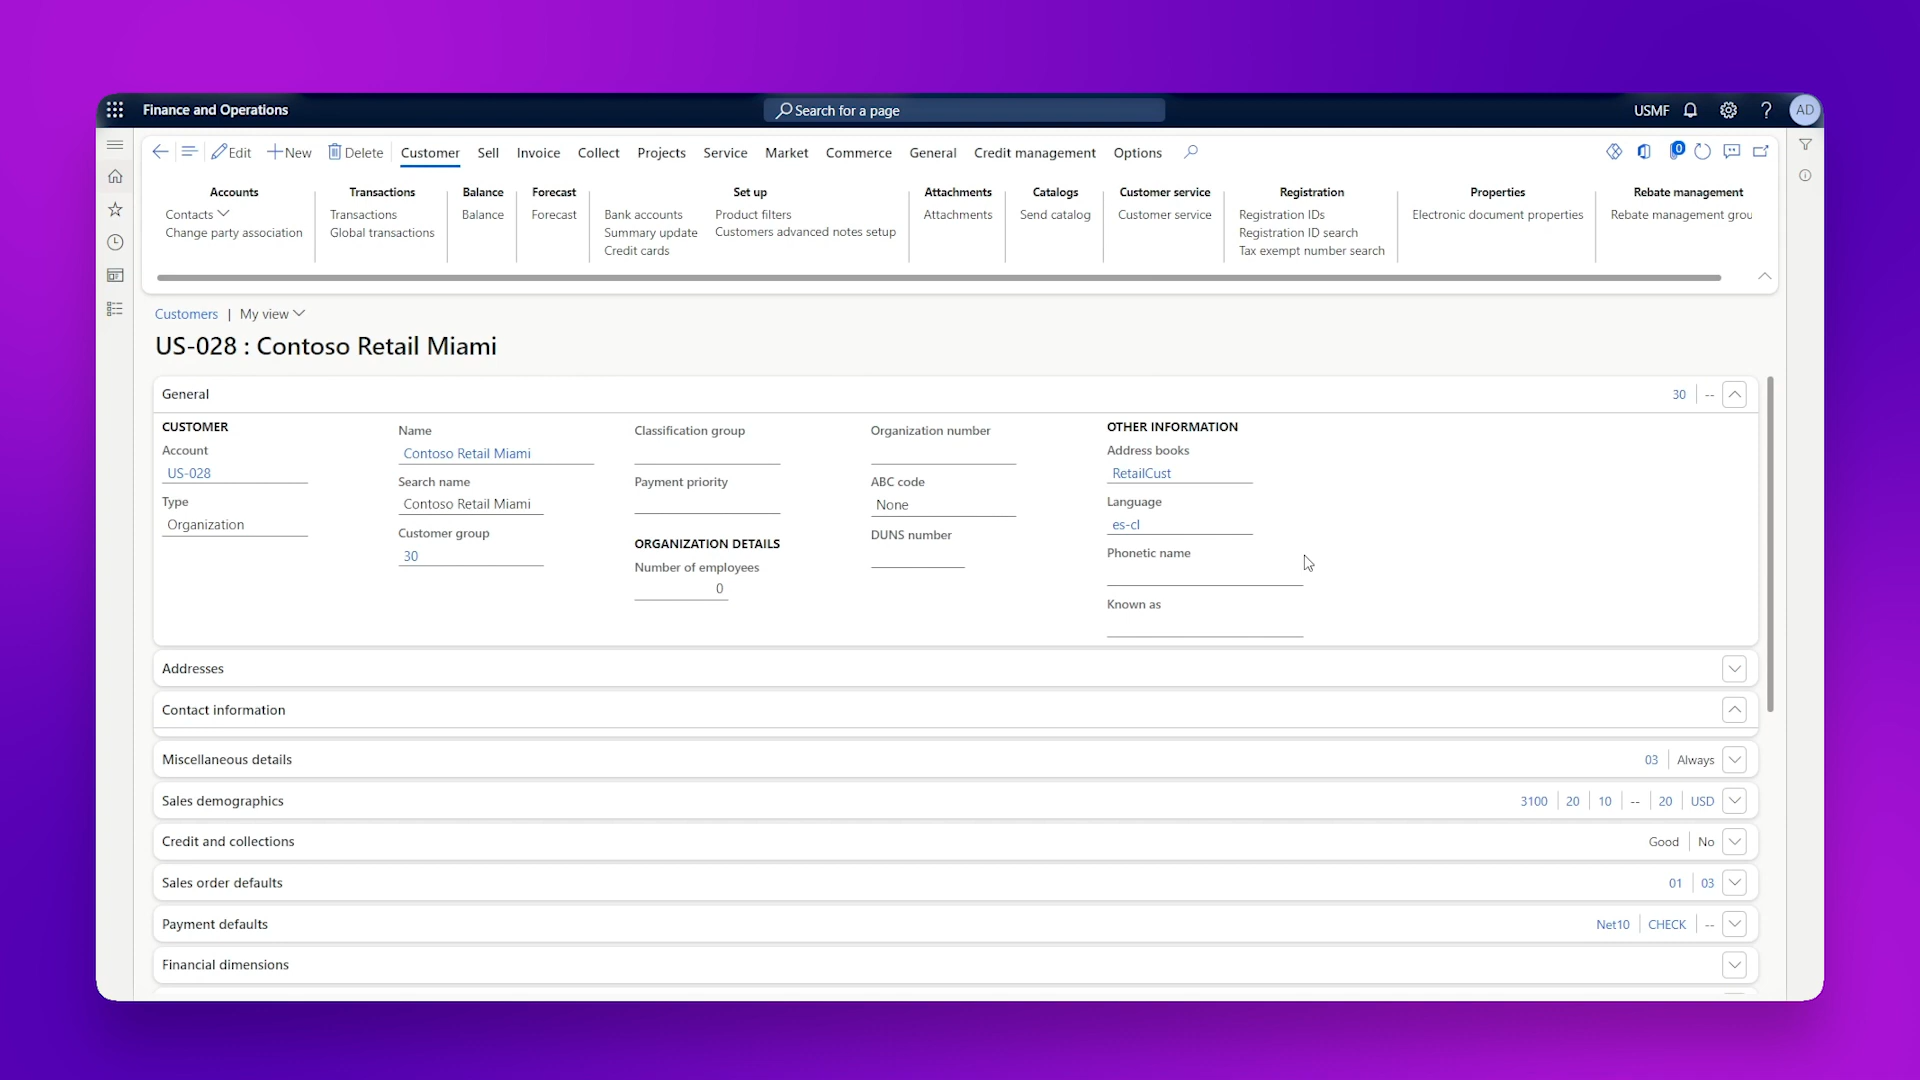 Finance and Operations
Search for a page
USMF
AD
Edit
New
Delete
Customer
Sell
Invoice
Collect
Projects
Service
Market
Commerce
General
Credit management
Options
0
Accounts
Contacts
Change party association
Transactions
Transactions
Global transactions
Balance
Balance
Forecast
Forecast
Set up
Bank accounts
Summary update
Credit cards
Product filters
Customers advanced notes setup
Attachments
Attachments
Catalogs
Send catalog
Customer service
Customer service
Registration
Registration IDs
Registration ID search
Tax exempt number search
Properties
Electronic document properties
Rebate management
Rebate management grou
Customers | My view
US-028 : Contoso Retail Miami
General
30 | --
CUSTOMER
Account
US-028
Type
Organization
Name
Contoso Retail Miami
Search name
Contoso Retail Miami
Customer group
30
Classification group
Payment priority
ORGANIZATION DETAILS
Number of employees
0
Organization number
ABC code
None
DUNS number
OTHER INFORMATION
Address books
RetailCust
Language
es-cl
Phonetic name
Known as
Addresses
Contact information
Miscellaneous details
03 | Always
Sales demographics
3100 | 20 | 10 | -- | 20 | USD
Credit and collections
Good | No
Sales order defaults
01 | 03
Payment defaults
Net10 | CHECK | --
Financial dimensions